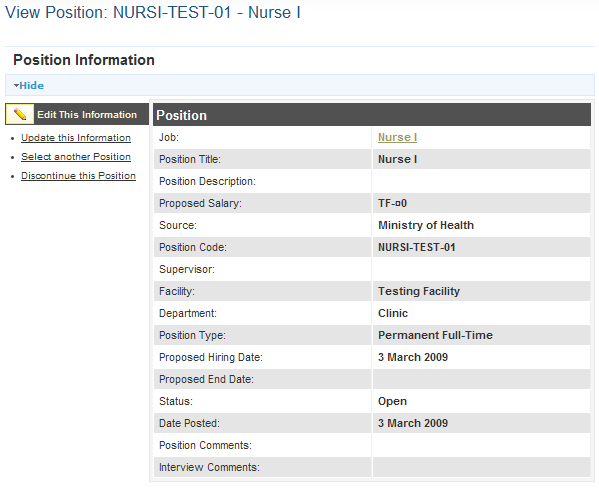 View Position: NURSI-TEST-01 - Nurse I
Position Information
Hide
Edit This Information
Update this Information
Select another Position
Discontinue this Position
Position
Job: Nurse I
Position Title: Nurse I
Position Description:
Proposed Salary: TF-¤0
Source: Ministry of Health
Position Code: NURSI-TEST-01
Supervisor:
Facility: Testing Facility
Department: Clinic
Position Type: Permanent Full-Time
Proposed Hiring Date: 3 March 2009
Proposed End Date:
Status: Open
Date Posted: 3 March 2009
Position Comments:
Interview Comments: